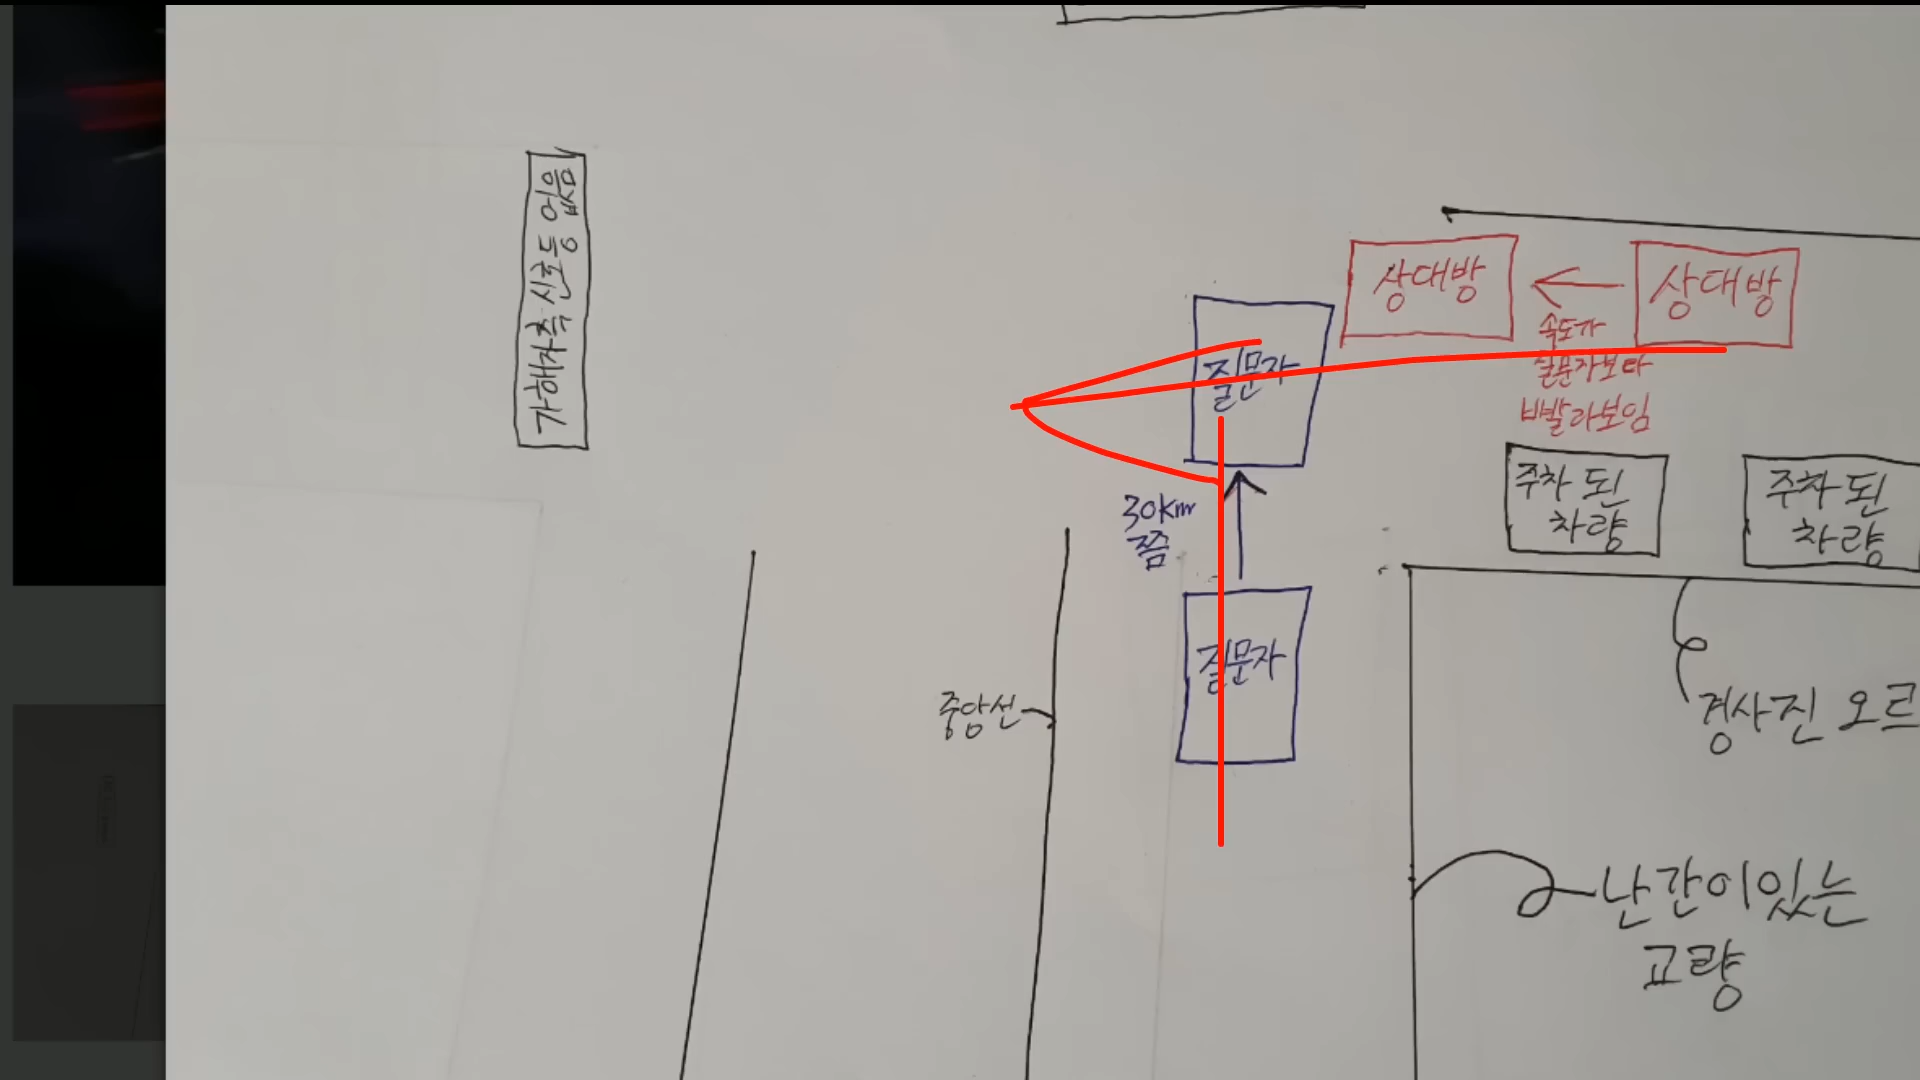 가해자측 신호등 없음
상대방
상대방
속도가
질문자보다
빨라보임
질문자
30km
쯤
질문자
주차 된
차량
주차 된
차량
중앙선
경사진 오르
난간이있는
교량